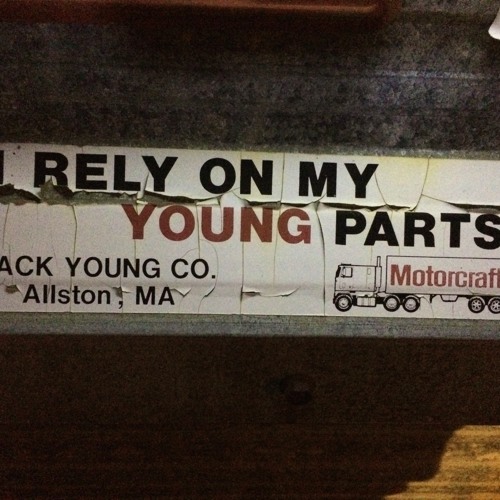 I RELY ON MY
YOUNG PARTS
ACK YOUNG CO.
Allston, MA
Motorcraft